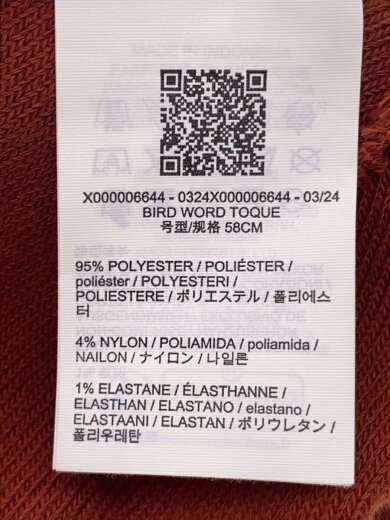 X000006644 - 0324X000006644 - 03/24
BIRD WORD TOQUE
号型/规格 58CM
95% POLYESTER / POLIÉSTER /
poliéster / POLYESTERI /
POLIESTERE / ポリエステル / 폴리에스
터
4% NYLON / POLIAMIDA / poliamida /
NAILON / ナイロン / 나일론
1% ELASTANE / ÉLASTHANNE /
ELASTHAN / ELASTANO / elastano /
ELASTAANI / ELASTAN / ポリウレタン /
폴리우레탄